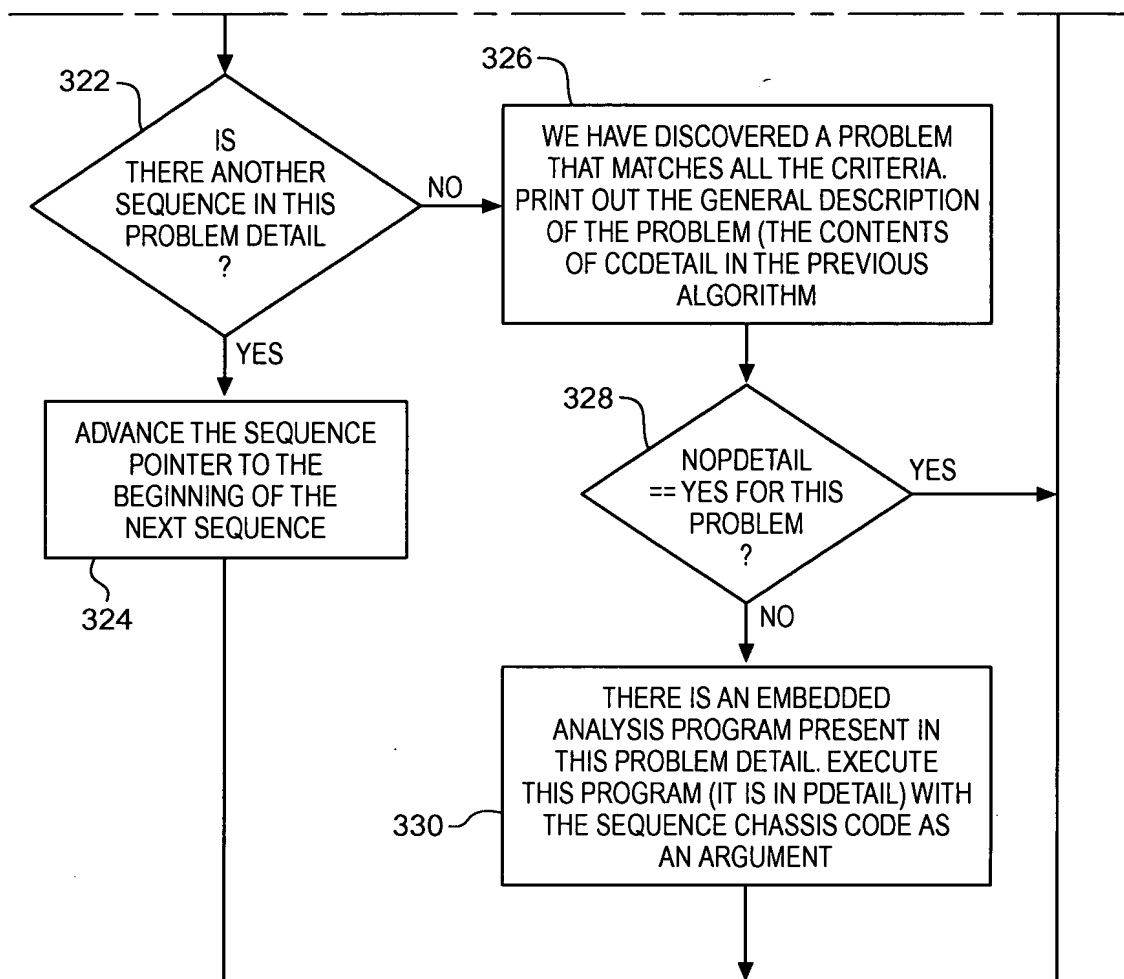 322
IS
THERE ANOTHER
SEQUENCE IN THIS
PROBLEM DETAIL
?
NO
YES
326
WE HAVE DISCOVERED A PROBLEM
THAT MATCHES ALL THE CRITERIA.
PRINT OUT THE GENERAL DESCRIPTION
OF THE PROBLEM (THE CONTENTS
OF CCDETAIL IN THE PREVIOUS
ALGORITHM
ADVANCE THE SEQUENCE
POINTER TO THE
BEGINNING OF THE
NEXT SEQUENCE
324
328
NOPDETAIL
== YES FOR THIS
PROBLEM
?
YES
NO
THERE IS AN EMBEDDED
ANALYSIS PROGRAM PRESENT IN
THIS PROBLEM DETAIL. EXECUTE
THIS PROGRAM (IT IS IN PDETAIL) WITH
THE SEQUENCE CHASSIS CODE AS
AN ARGUMENT
330